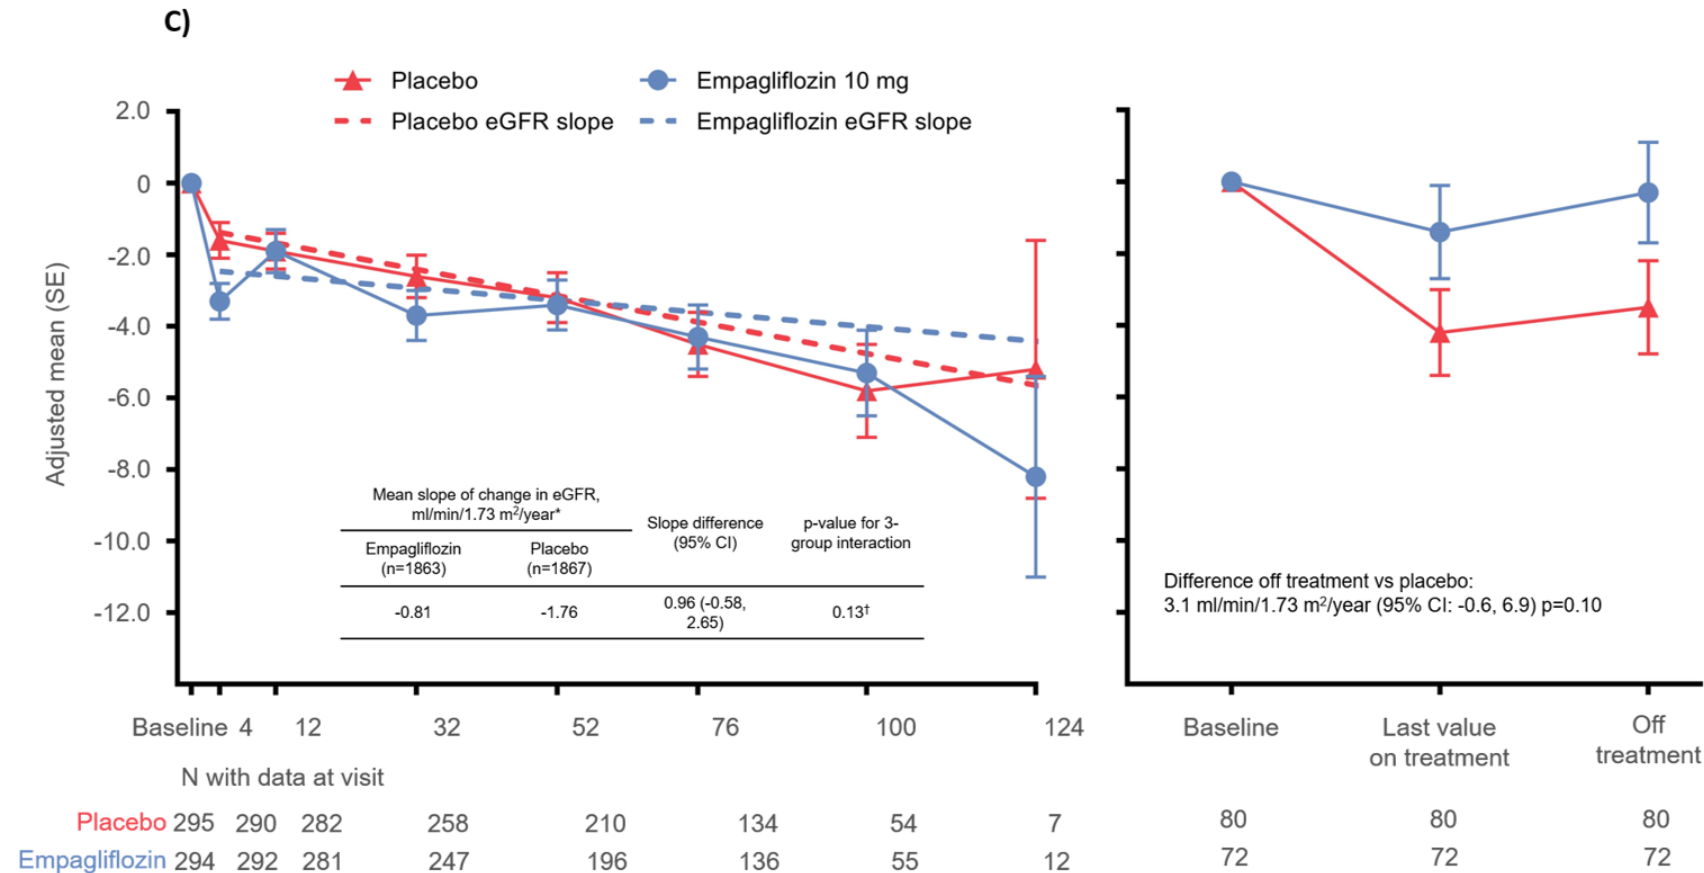 C)
Placebo
Empagliflozin 10 mg
Placebo eGFR slope
Empagliflozin eGFR slope
2.0
0
-2.0
-4.0
-6.0
-8.0
-10.0
-12.0
Adjusted mean (SE)
Mean slope of change in eGFR,
ml/min/1.73 m²/year*
Slope difference
(95% CI)
p-value for 3-
group interaction
Empagliflozin
(n=1863)
Placebo
(n=1867)
-0.81
-1.76
0.96 (-0.58,
2.65)
0.13†
Difference off treatment vs placebo:
3.1 ml/min/1.73 m²/year (95% CI: -0.6, 6.9) p=0.10
Baseline 4 12 32 52 76 100 124
Baseline
Last value
on treatment
Off
treatment
N with data at visit
Placebo 295 290 282 258 210 134 54 7 80 80 80
Empagliflozin 294 292 281 247 196 136 55 12 72 72 72